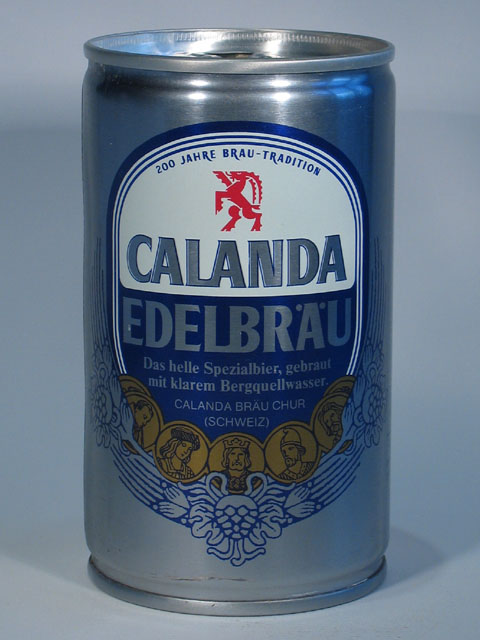 200 JAHRE BRAU-TRADITION
CALANDA
EDELBRÄU
Das helle Spezialbier, gebraut
mit klarem Bergquellwasser.
CALANDA BRÄU CHUR
(SCHWEIZ)